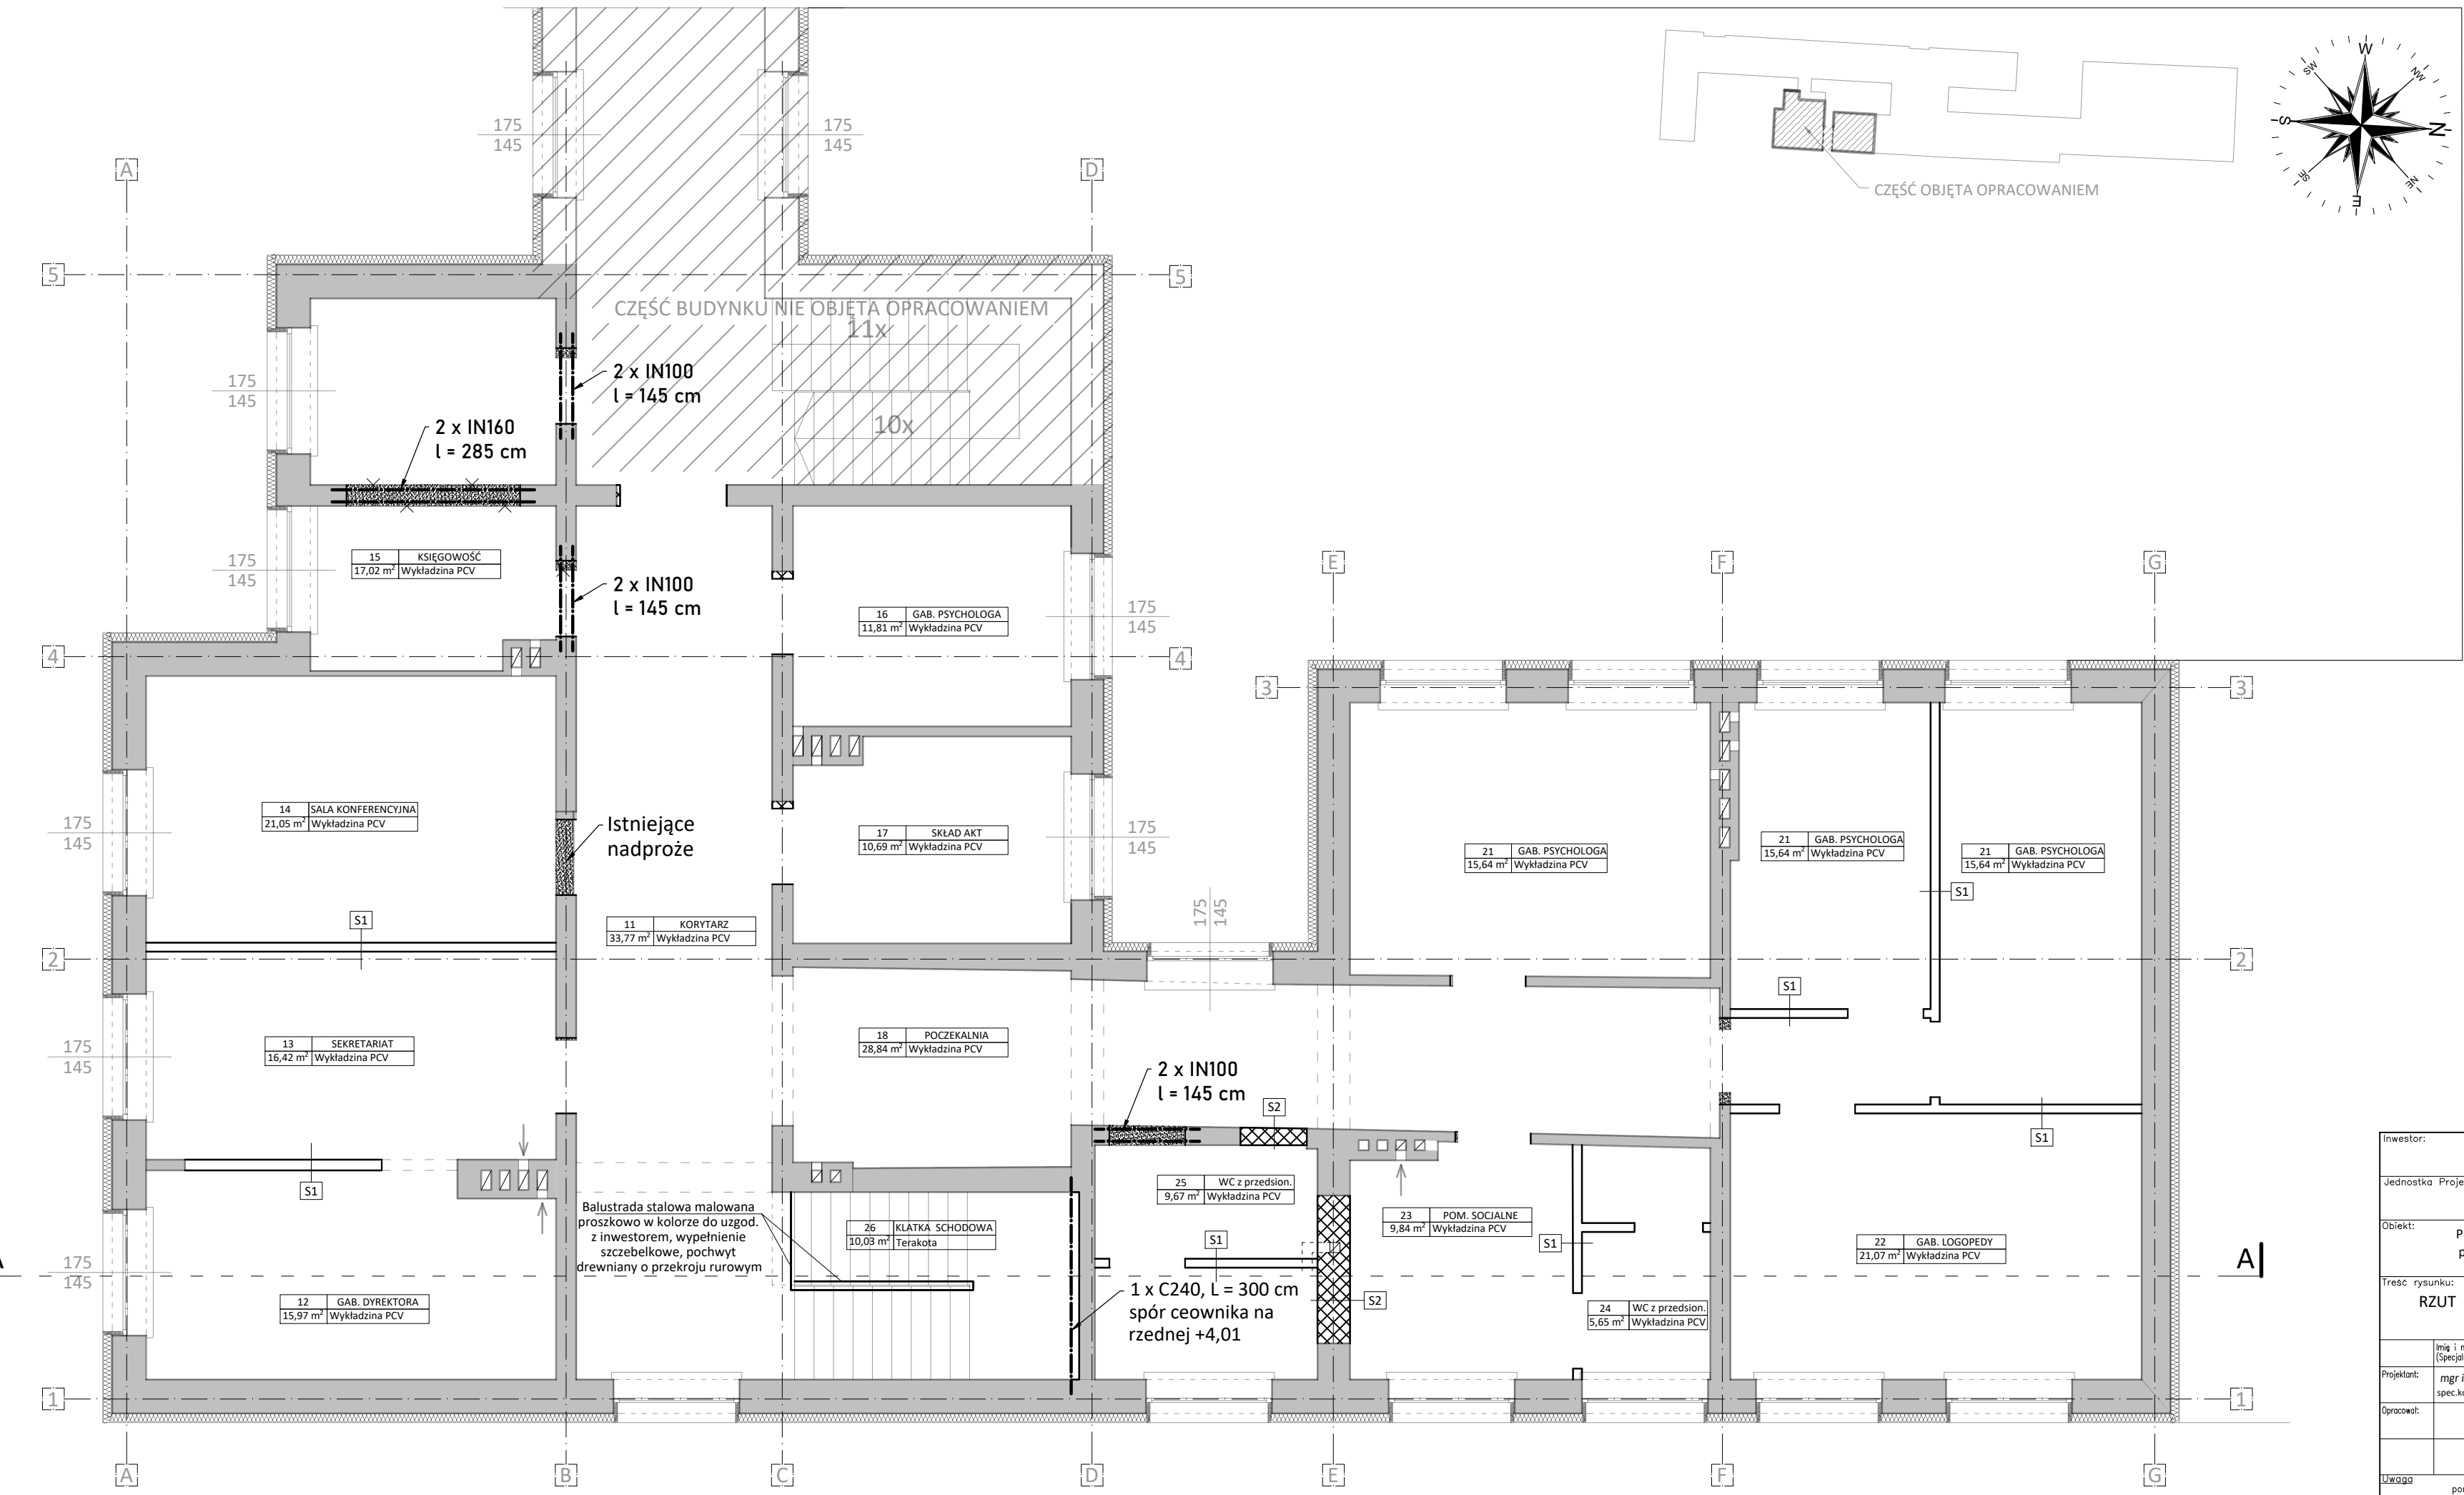 W
NW
N
NE
E
SE
S
SW
CZĘŚĆ OBJĘTA OPRACOWANIEM
175
145
175
145
A
D
5
5
CZĘŚĆ BUDYNKU NIE OBJĘTA OPRACOWANIEM
11x
10x
175
145
2 x IN100
l = 145 cm
2 x IN160
l = 285 cm
175
145
15 KSIĘGOWOŚĆ
17,02 m² Wykładzina PCV
2 x IN100
l = 145 cm
16 GAB. PSYCHOLOGA
11,81 m² Wykładzina PCV
175
145
E
F
G
4
4
3
3
175
145
14 SALA KONFERENCYJNA
21,05 m² Wykładzina PCV
Istniejące
nadproże
17 SKŁAD AKT
10,69 m² Wykładzina PCV
175
145
21 GAB. PSYCHOLOGA
15,64 m² Wykładzina PCV
21 GAB. PSYCHOLOGA
15,64 m² Wykładzina PCV
21 GAB. PSYCHOLOGA
15,64 m² Wykładzina PCV
S1
S1
11 KORYTARZ
33,77 m² Wykładzina PCV
175
145
2
2
S1
13 SEKRETARIAT
16,42 m² Wykładzina PCV
175
145
18 POCZEKALNIA
28,84 m² Wykładzina PCV
2 x IN100
l = 145 cm
S2
S1
S1
25 WC z przedsion.
9,67 m² Wykładzina PCV
Balustrada stalowa malowana
proszkowo w kolorze do uzgod.
z inwestorem, wypełnienie
szczebelkowe, pochwyt
drewniany o przekroju rurowym
26 KLATKA SCHODOWA
10,03 m² Terakota
23 POM. SOCJALNE
9,84 m² Wykładzina PCV
S1
S1
22 GAB. LOGOPEDY
21,07 m² Wykładzina PCV
A
175
145
12 GAB. DYREKTORA
15,97 m² Wykładzina PCV
1 x C240, L = 300 cm
spór ceownika na
rzednej +4,01
S2
24 WC z przedsion.
5,65 m² Wykładzina PCV
1
1
A
B
C
D
E
F
G
Inwestor:
Jednostka Proje
Obiekt:
P
p
Treść rysunku:
RZUT
Imię i n
(Specjal
Projektant:
mgr i
spec.ko
Opracował:
Uwaga
po